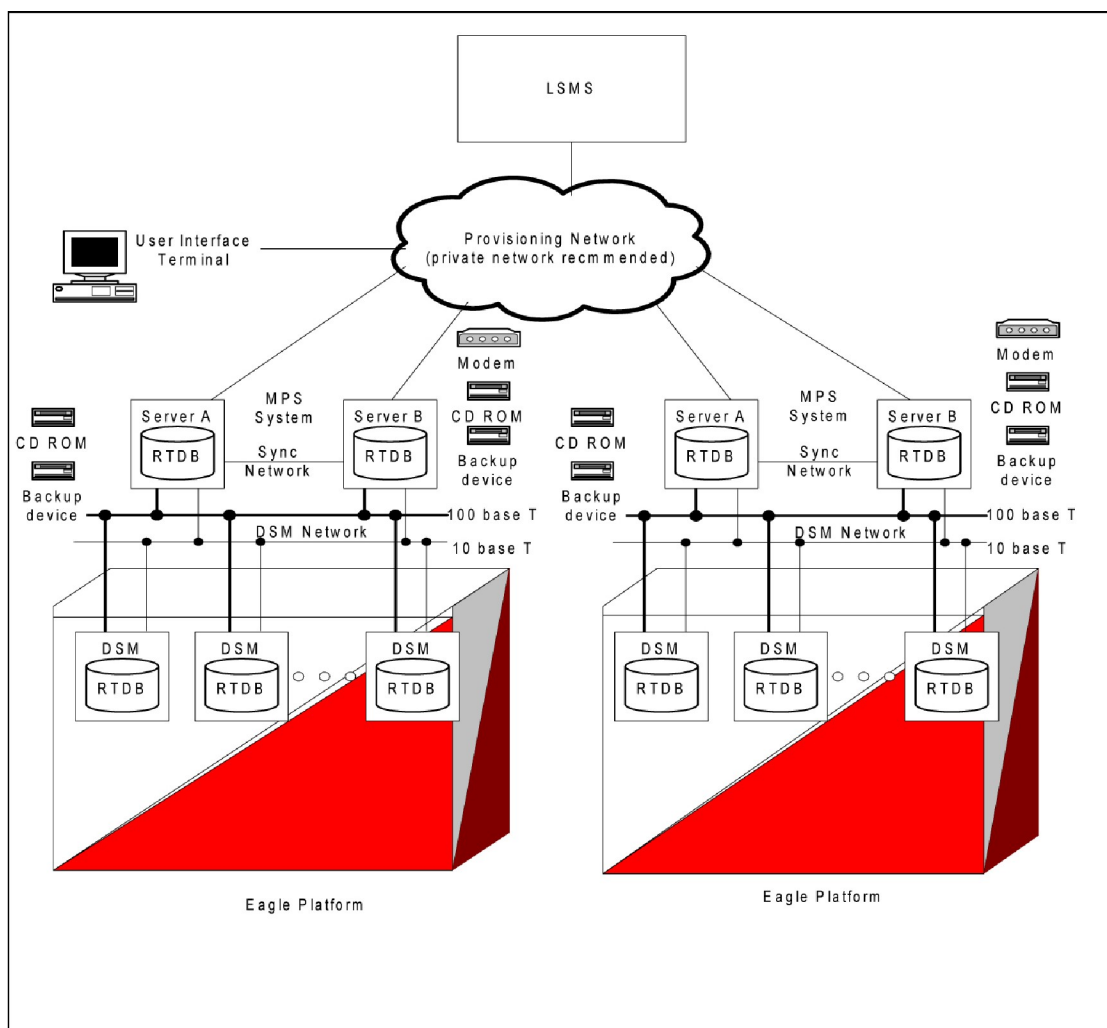 LSMS
Provisioning Network
(private network recmmended)
User Interface
Terminal
Modem
CD ROM
Backup
device
MPS
System
Server A
RTDB
Server B
RTDB
Sync
Network
CD ROM
Backup
device
100 base T
DSM Network
10 base T
DSM
RTDB
DSM
RTDB
DSM
RTDB
Eagle Platform
Modem
CD ROM
Backup
device
MPS
System
Server A
RTDB
Server B
RTDB
Sync
Network
CD ROM
Backup
device
100 base T
DSM Network
10 base T
DSM
RTDB
DSM
RTDB
DSM
RTDB
Eagle Platform